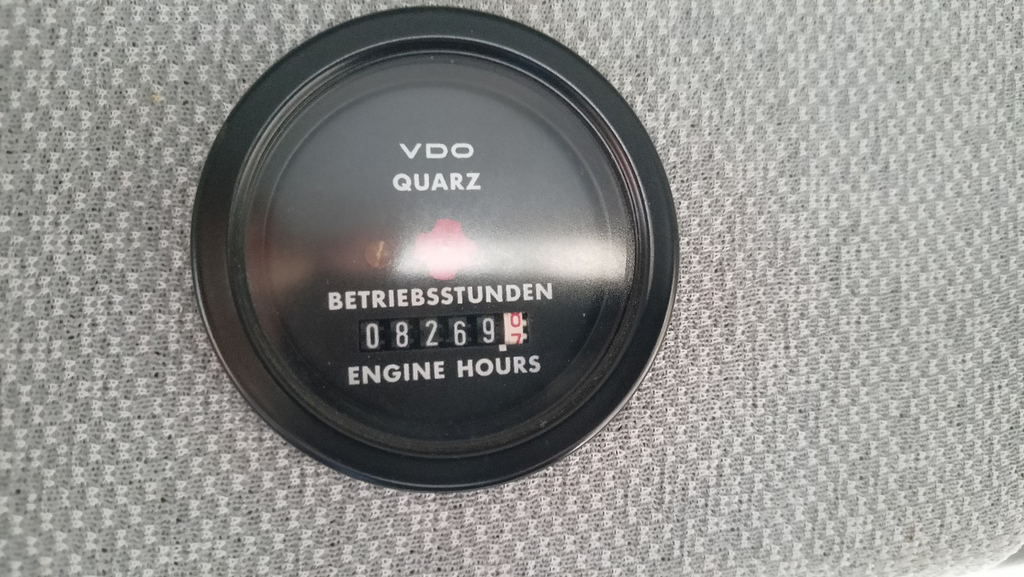 VDO
QUARZ
BETRIEBSSTUNDEN
08269
ENGINE HOURS